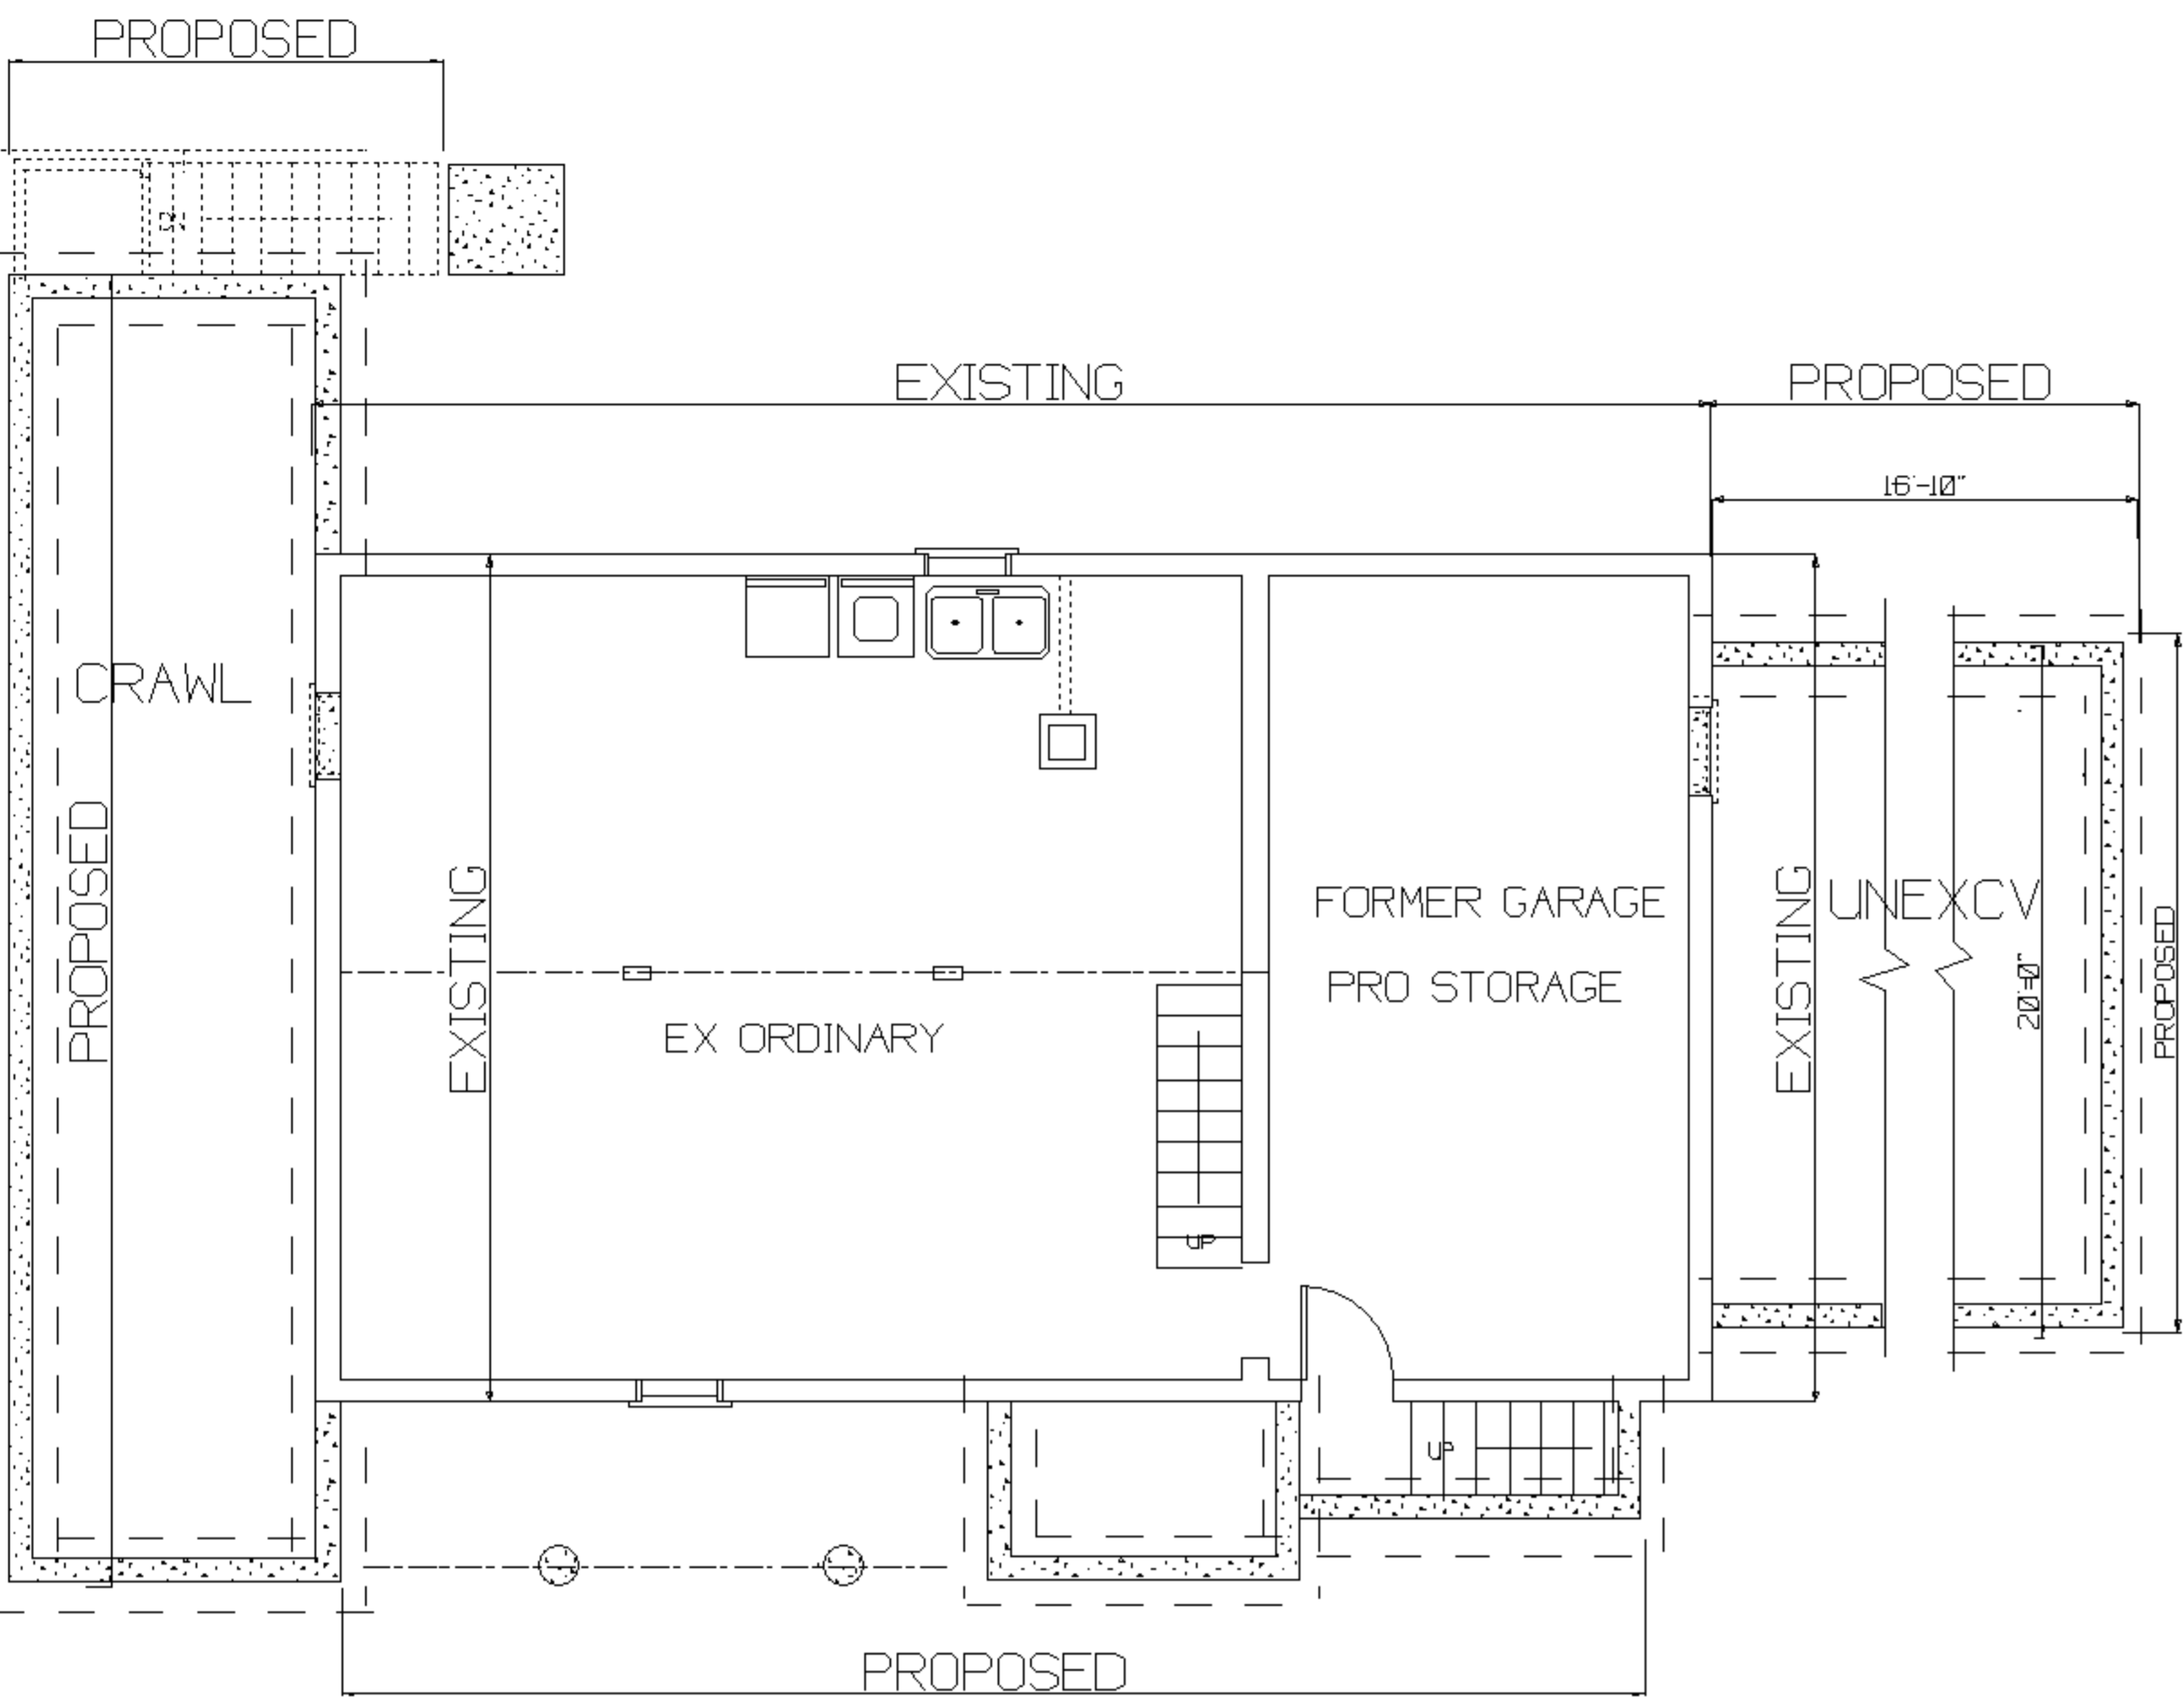 PROPOSED
EXISTING
PROPOSED
16'-10"
CRAWL
PROPOSED
EXISTING
FORMER GARAGE
PRO STORAGE
EX ORDINARY
EXISTING
UNEXCV
20'-0"
PROPOSED
UP
UP
PROPOSED